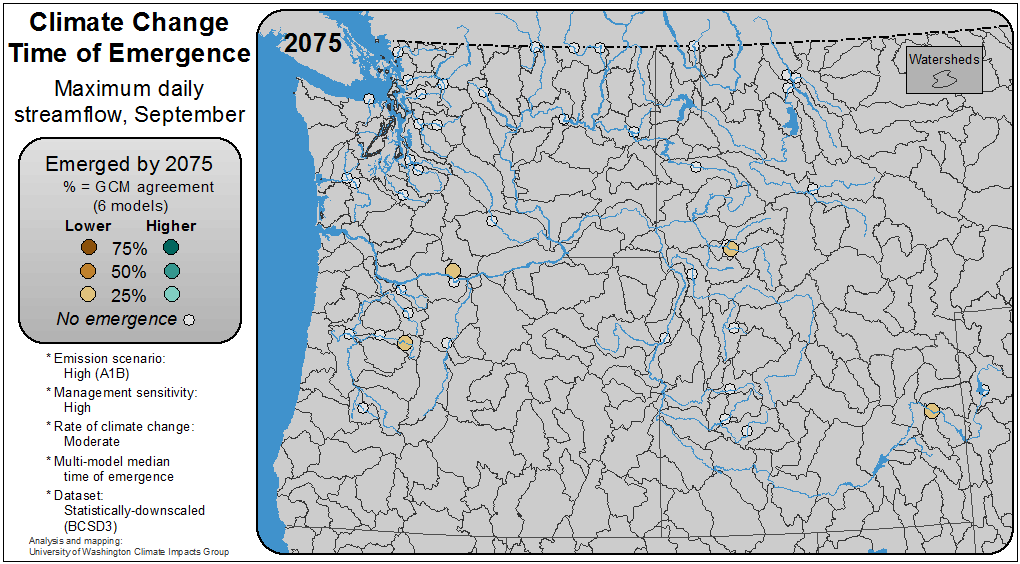 Climate Change
Time of Emergence
Maximum daily
streamflow, September
Emerged by 2075
% = GCM agreement
(6 models)
Lower Higher
75%
50%
25%
No emergence
* Emission scenario:
High (A1B)
* Management sensitivity:
High
* Rate of climate change:
Moderate
* Multi-model median
time of emergence
* Dataset:
Statistically-downscaled
(BCSD3)
Analysis and mapping:
University of Washington Climate Impacts Group
2075
Watersheds